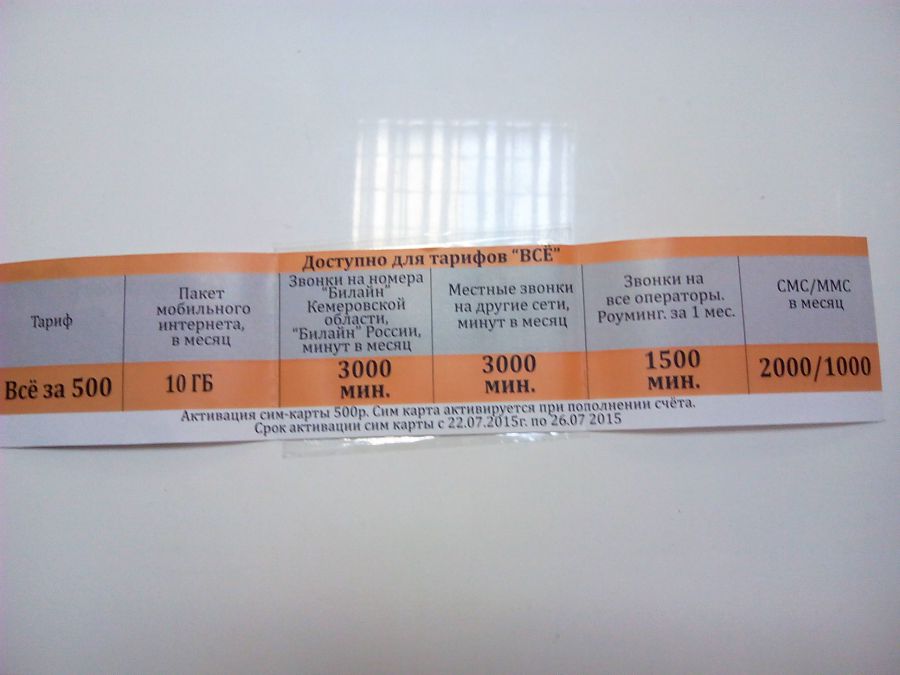 Доступно для тарифов "ВСЁ"
Тариф
Пакет
мобильного
интернета,
в месяц
Звонки на номера
"Билайн"
Кемеровской
области,
"Билайн" России,
минут в месяц
Местные звонки
на другие сети,
минут в месяц
Звонки на
все операторы.
Роуминг. за 1 мес.
СМС/ММС
в месяц
Всё за 500
10 ГБ
3000
мин.
3000
мин.
1500
мин.
2000/1000
Активация сим-карты 500р. Сим карта активируется при пополнении счёта.
Срок активации сим карты с 22.07.2015г. по 26.07 2015